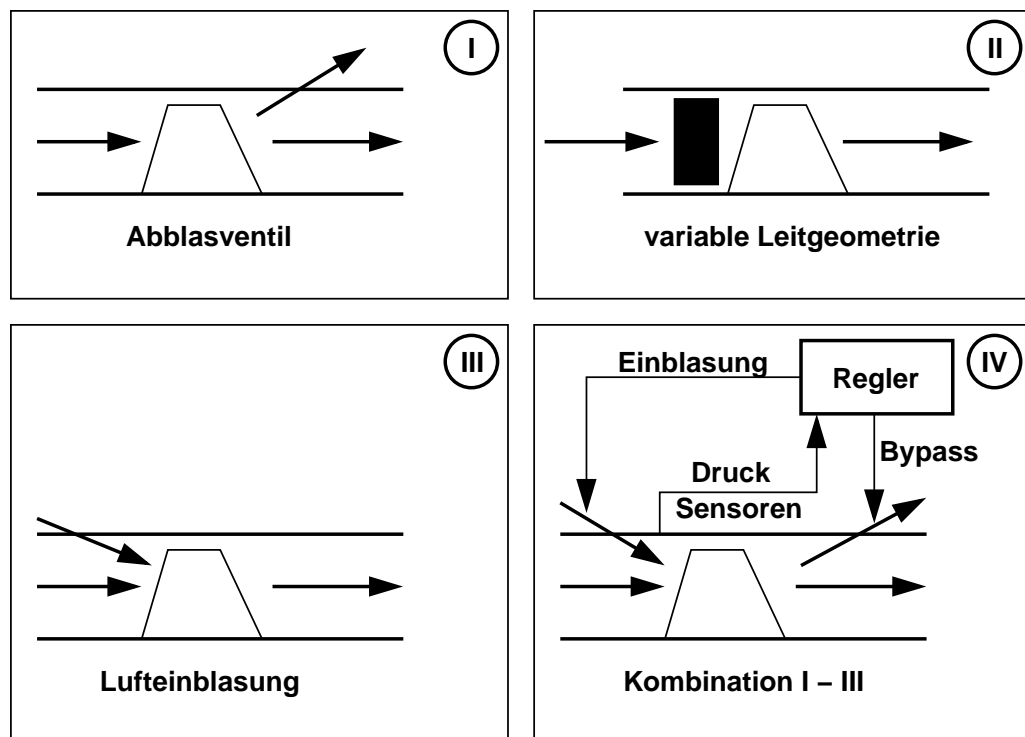 I
Abblasventil
II
variable Leitgeometrie
III
Lufteinblasung
IV
Einblasung
Regler
Bypass
Druck
Sensoren
Kombination I – III